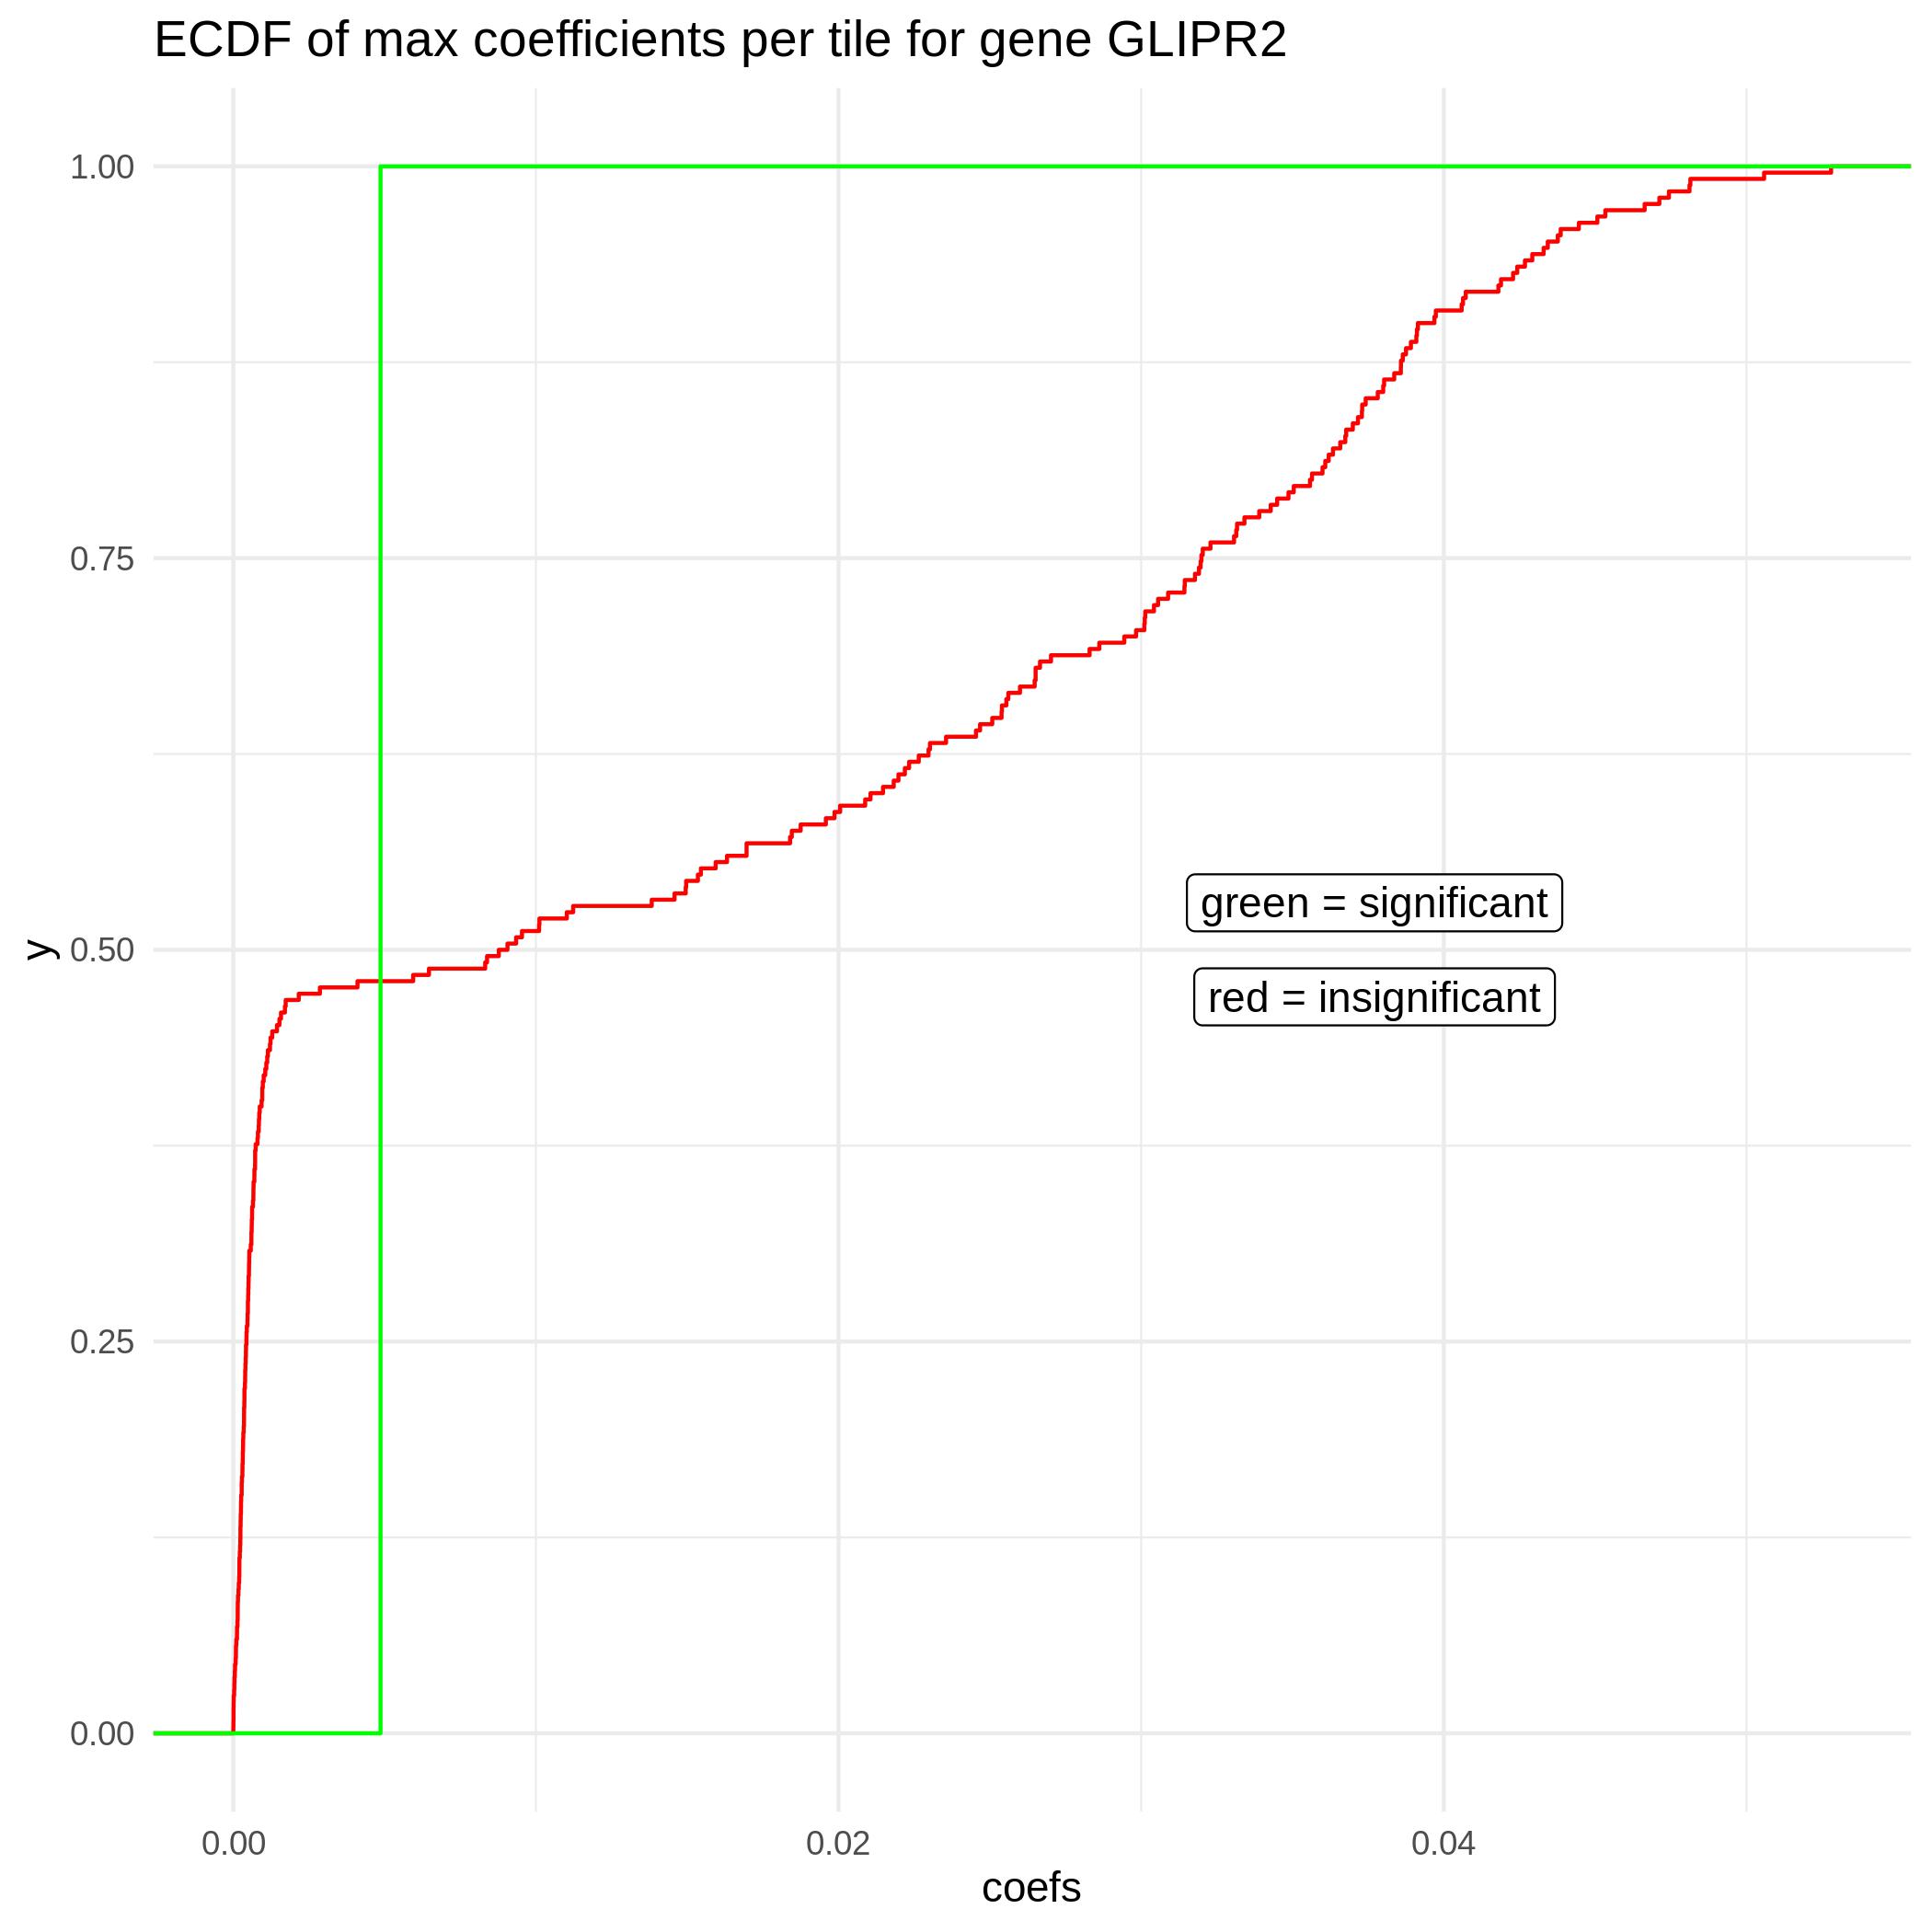 ECDF of max coefficients per tile for gene GLIPR2
1.00
0.75
y
0.50
0.25
0.00
green = significant
red = insignificant
0.00 0.02 0.04
coefs